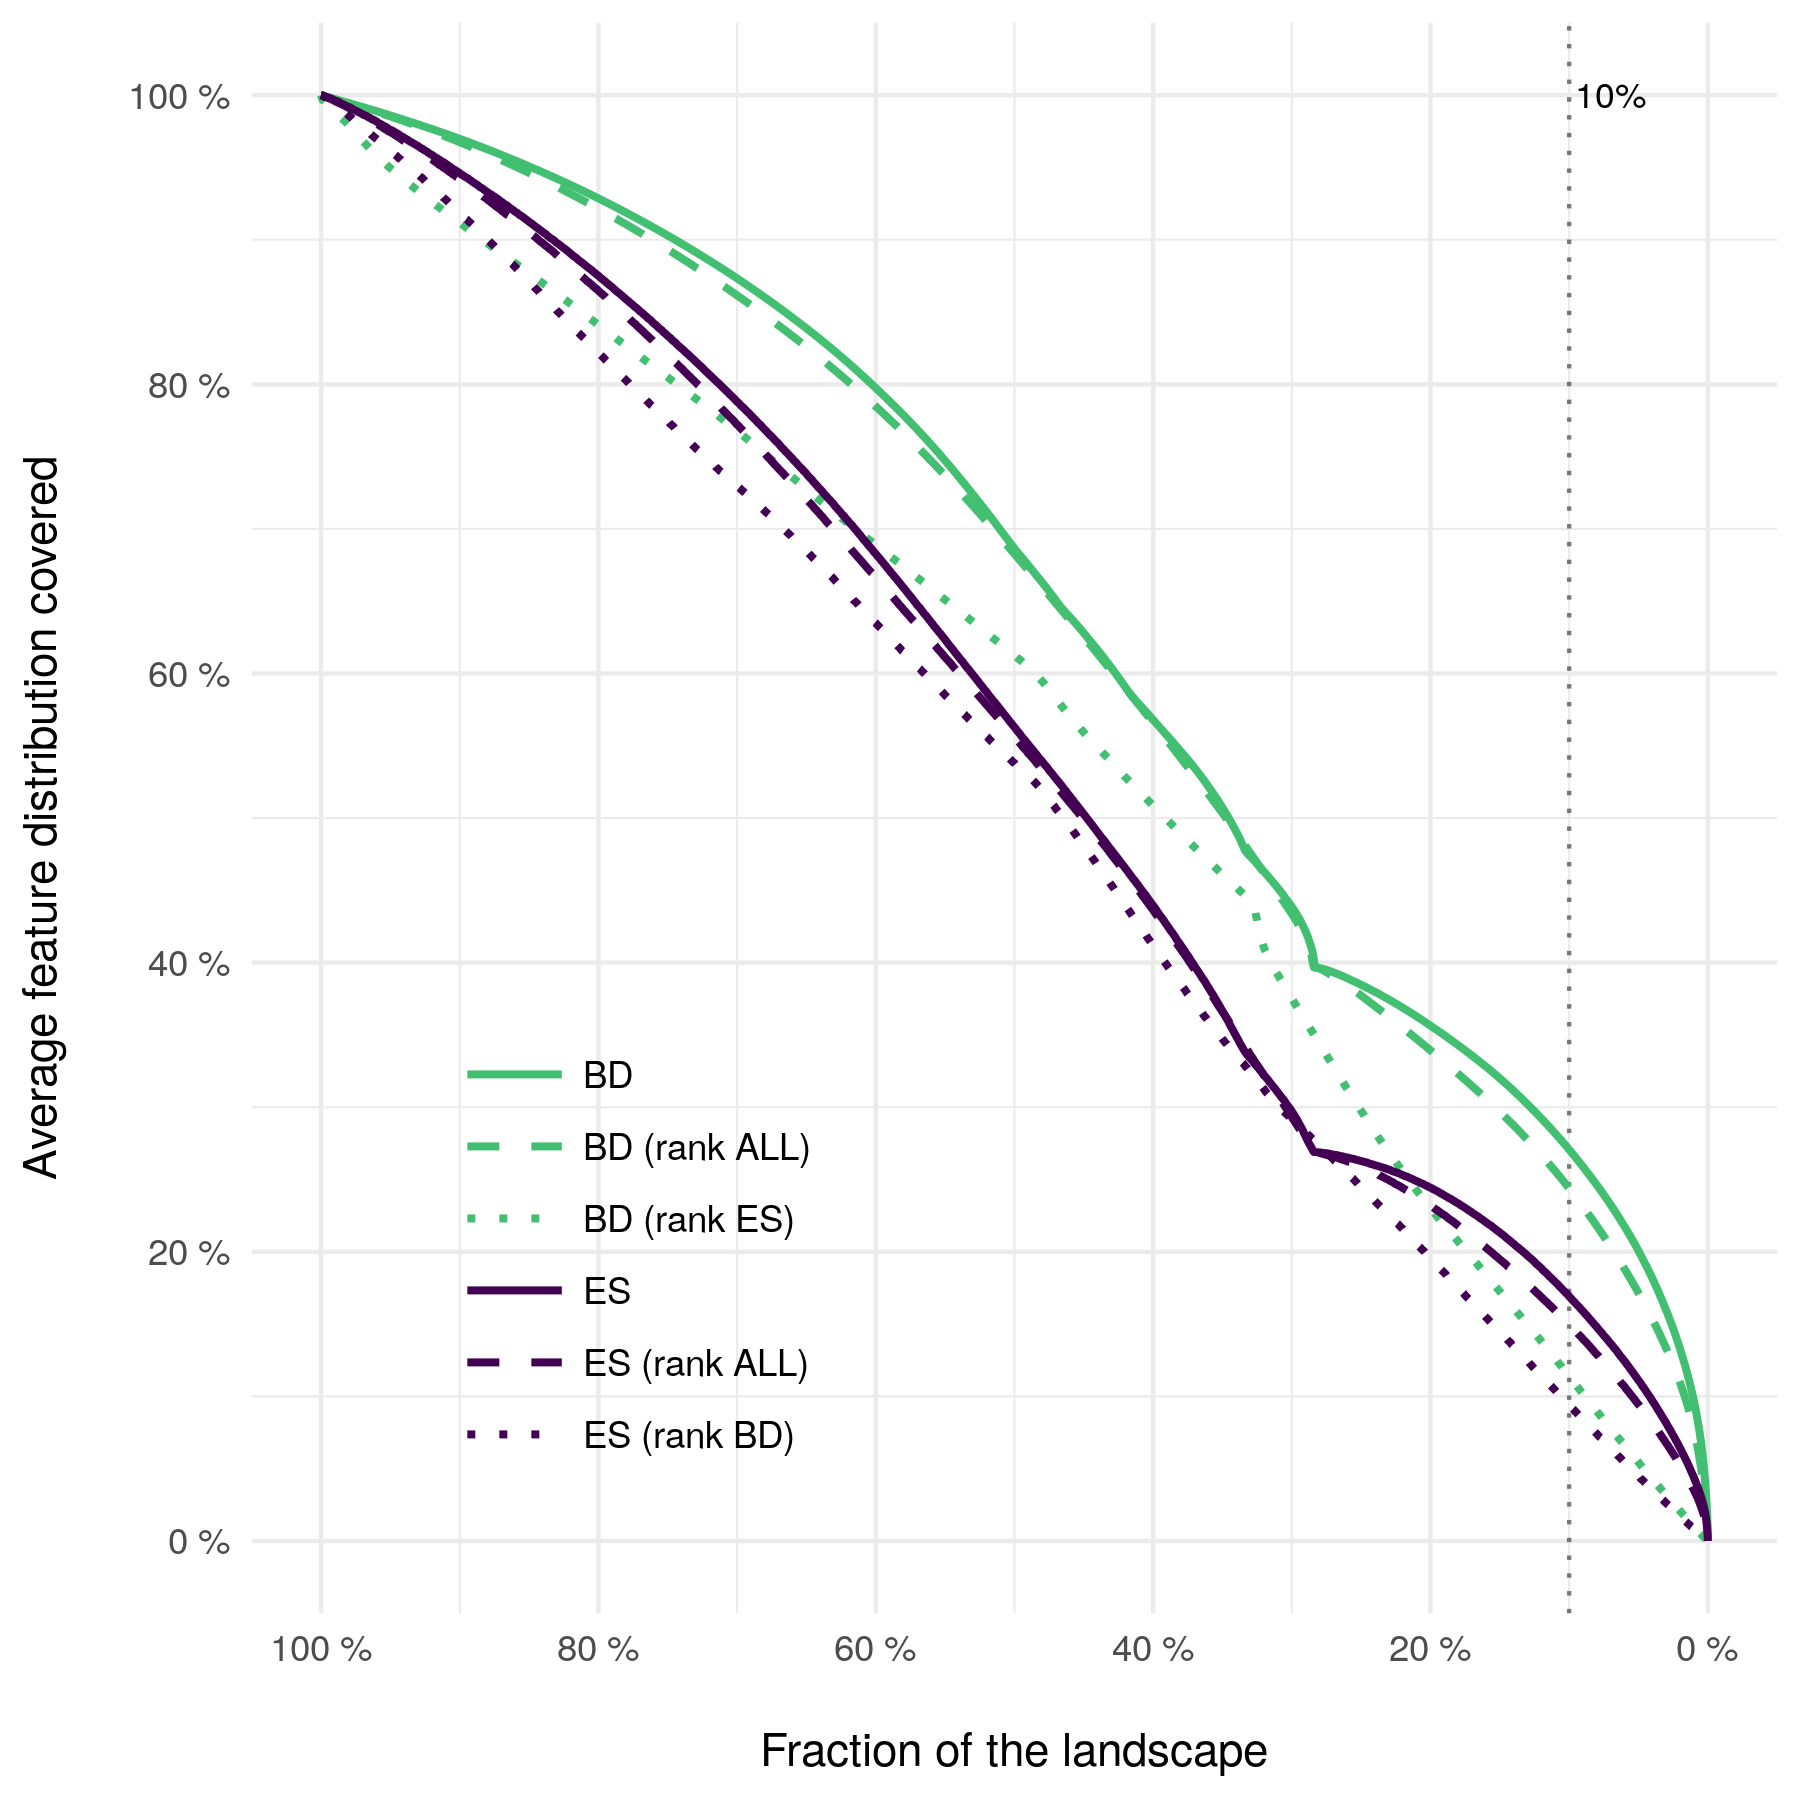 10%
100 %
80 %
60 %
40 %
20 %
0 %
Average feature distribution covered
BD
BD (rank ALL)
BD (rank ES)
ES
ES (rank ALL)
ES (rank BD)
100 %
80 %
60 %
40 %
20 %
0 %
Fraction of the landscape